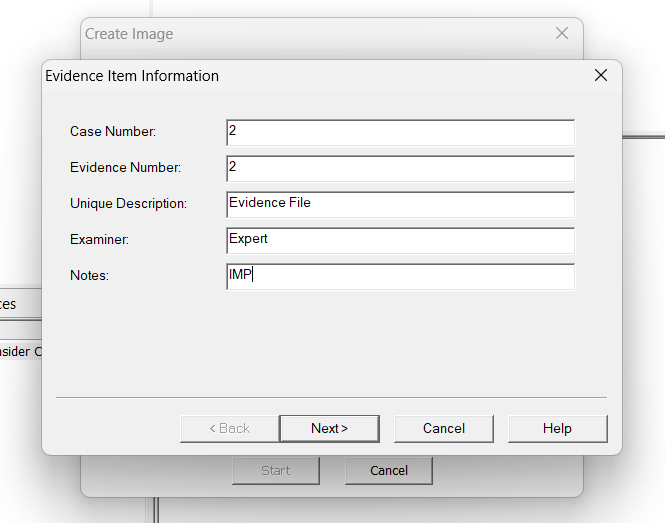 Create Image
Evidence Item Information
Case Number: 2
Evidence Number: 2
Unique Description: Evidence File
Examiner: Expert
Notes: IMP
< Back Next > Cancel Help
Start Cancel